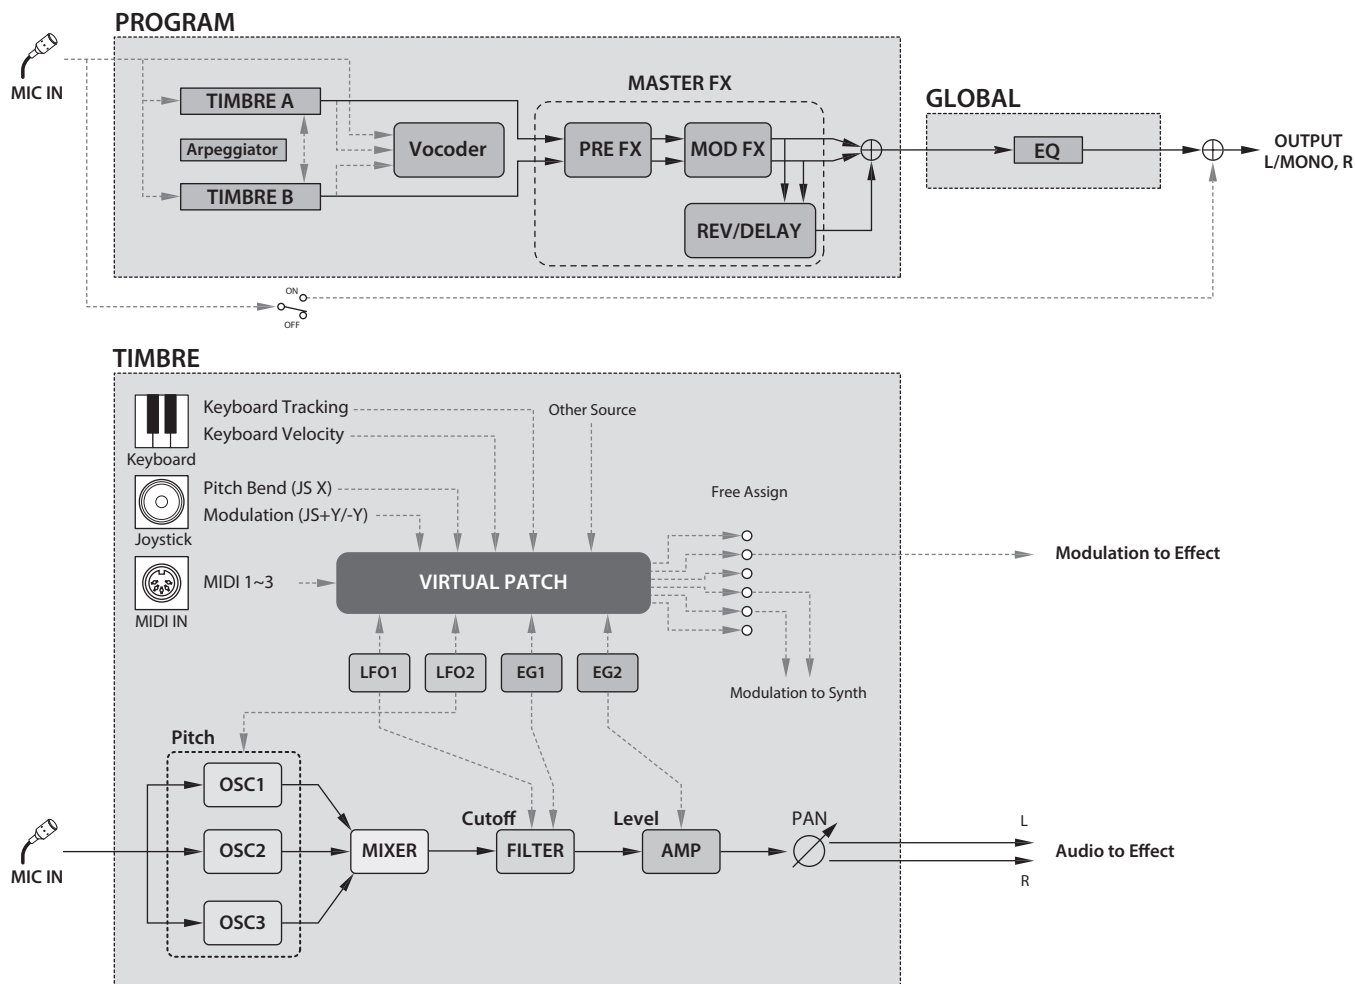 PROGRAM
MIC IN
TIMBRE A
Arpeggiator
TIMBRE B
Vocoder
MASTER FX
PRE FX
MOD FX
REV/DELAY
GLOBAL
EQ
OUTPUT
L/MONO, R
ON
OFF
TIMBRE
Keyboard
Keyboard Tracking
Keyboard Velocity
Other Source
Joystick
Pitch Bend (JS X)
Modulation (JS+Y/-Y)
Free Assign
MIDI IN
MIDI 1~3
VIRTUAL PATCH
Modulation to Effect
LFO1
LFO2
EG1
EG2
Modulation to Synth
Pitch
OSC1
OSC2
OSC3
MIC IN
MIXER
Cutoff
FILTER
Level
AMP
PAN
L
R
Audio to Effect